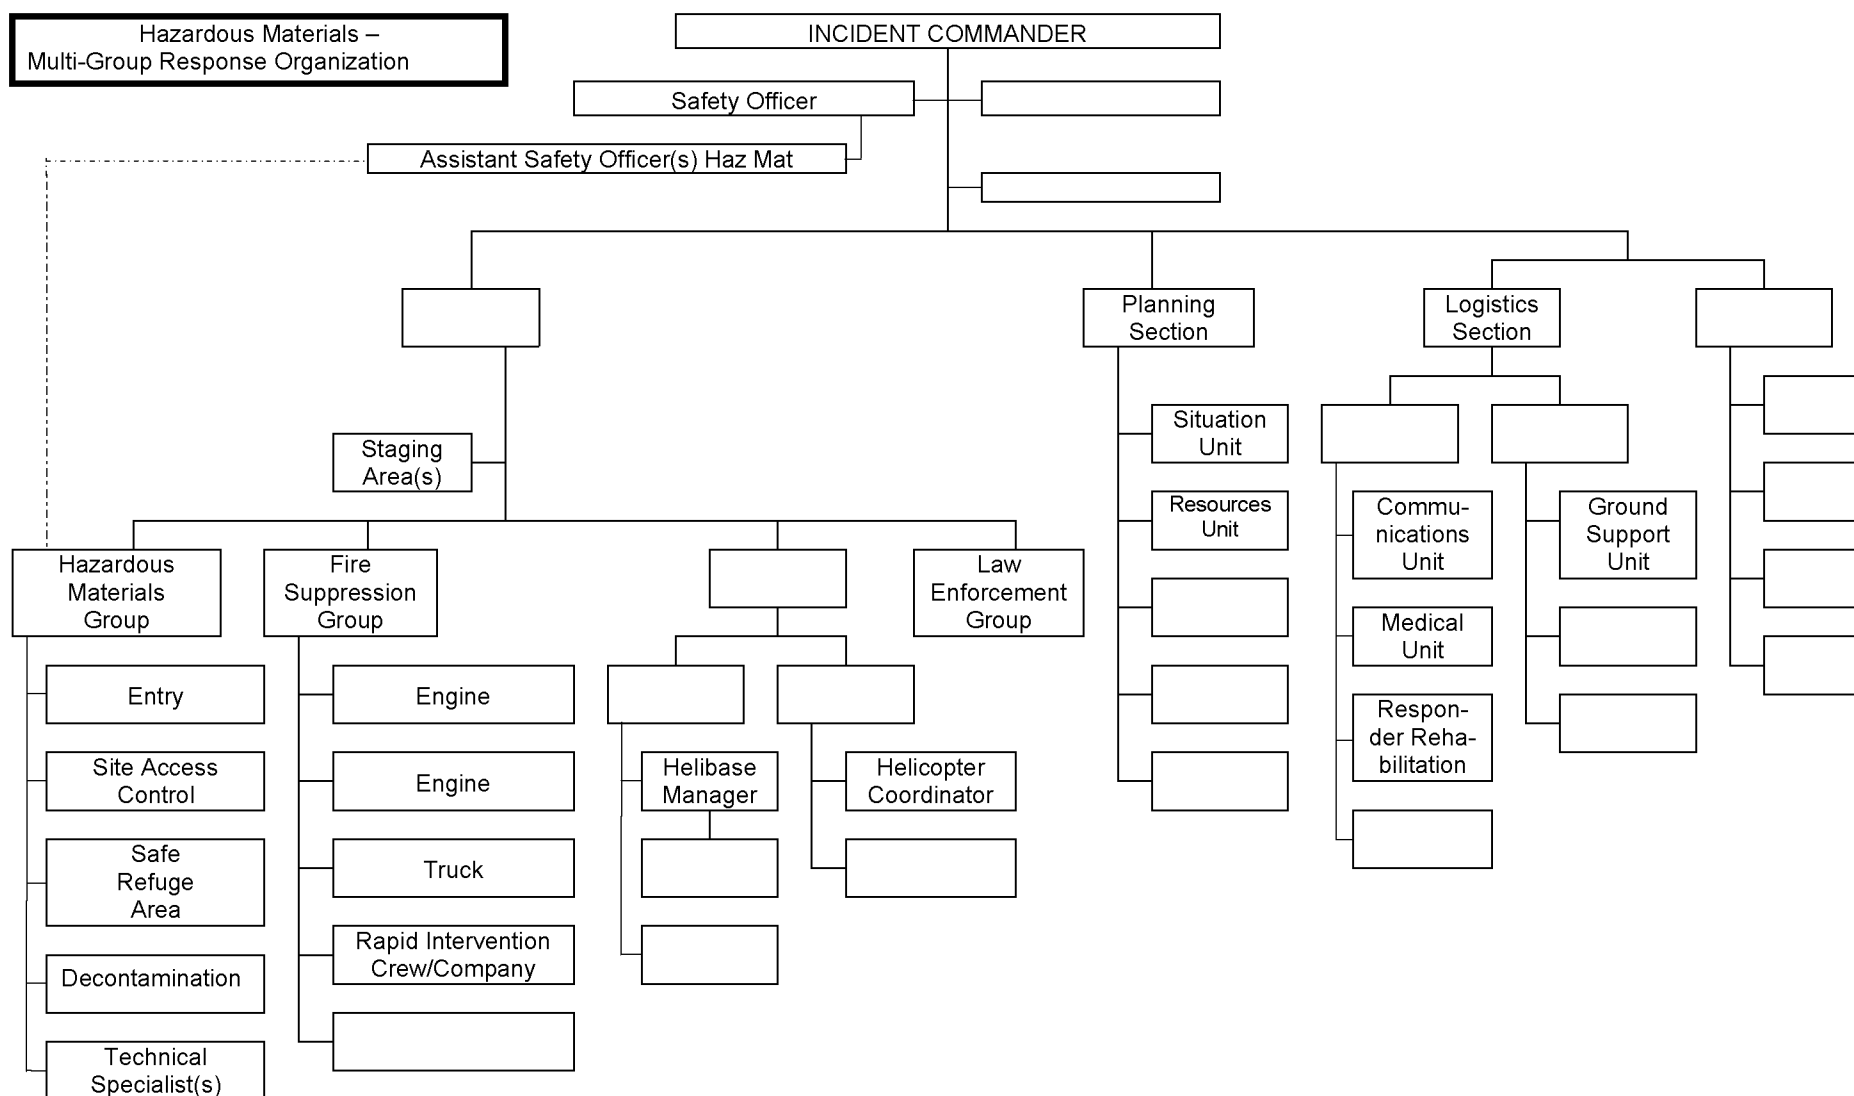 Hazardous Materials –
Multi-Group Response Organization
INCIDENT COMMANDER
Safety Officer
Assistant Safety Officer(s) Haz Mat
Planning
Section
Logistics
Section
Situation
Unit
Staging
Area(s)
Resources
Unit
Commu-
nications
Unit
Ground
Support
Unit
Hazardous
Materials
Group
Fire
Suppression
Group
Law
Enforcement
Group
Medical
Unit
Entry
Engine
Respon-
der Reha-
bilitation
Site Access
Control
Engine
Helibase
Manager
Helicopter
Coordinator
Safe
Refuge
Area
Truck
Rapid Intervention
Crew/Company
Decontamination
Technical
Specialist(s)